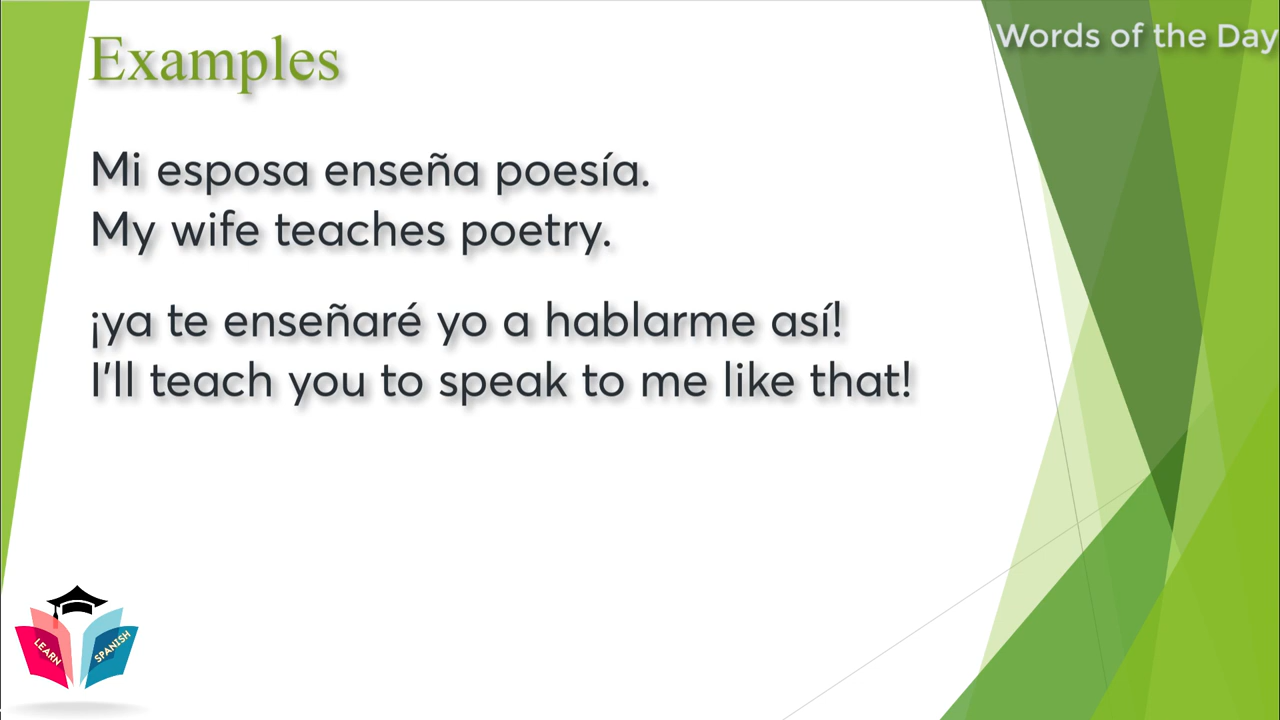 Words of the Day
Examples
Mi esposa enseña poesía.
My wife teaches poetry.
¡ya te enseñaré yo a hablarme así!
I'll teach you to speak to me like that!
LEARN
SPANISH